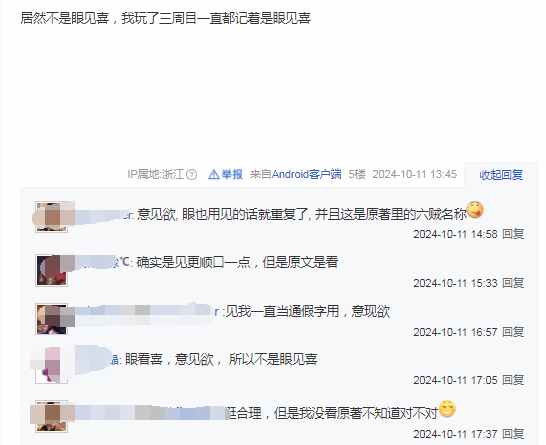 居然不是眼见喜，我玩了三周目一直都记着是眼见喜
IP属地:浙江 ? 举报 来自Android客户端 5楼 2024-10-11 13:45 收起回复
: 意见欲, 眼也用见的话就重复了, 并且这是原著里的六贼名称
2024-10-11 14:58 回复
℃: 确实是见更顺口一点，但是原文是看
2024-10-11 15:33 回复
r :见我一直当通假字用，意现欲
2024-10-11 16:57 回复
: 眼看喜，意见欲， 所以不是眼见喜
2024-10-11 17:05 回复
挺合理，但是我没看原著不知道对不对
2024-10-11 17:37 回复